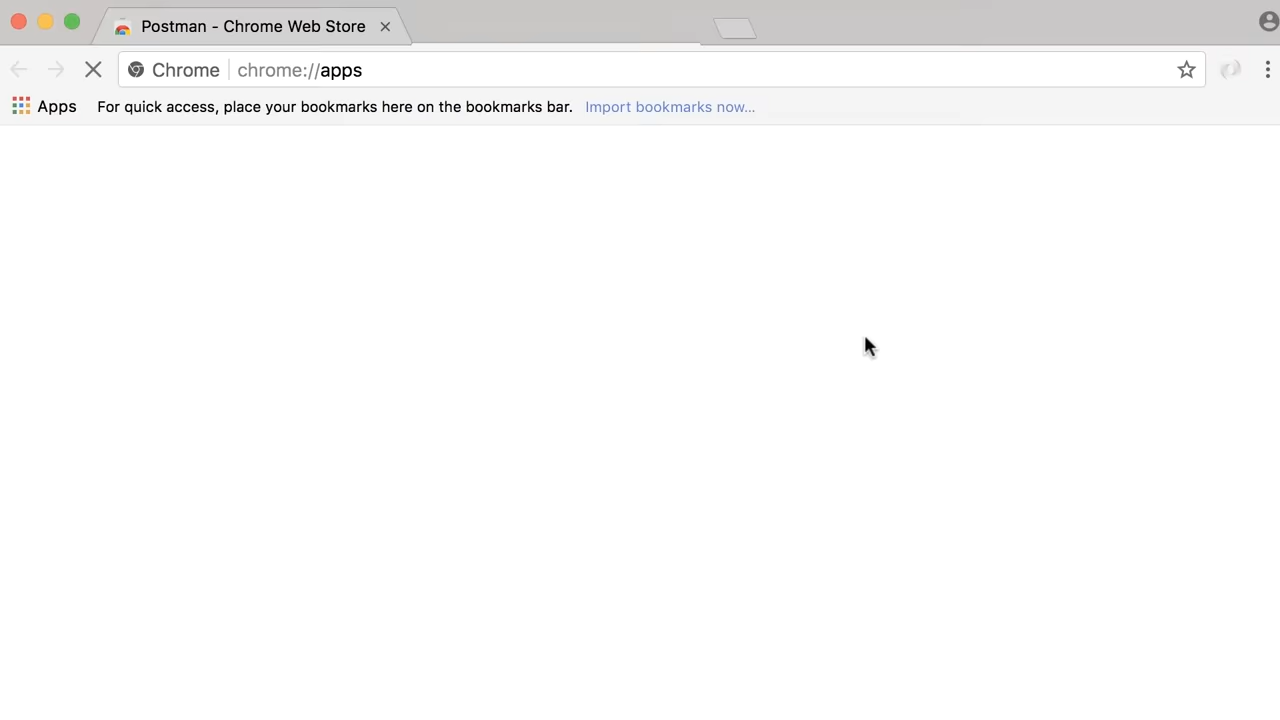 Postman - Chrome Web Store
Chrome chrome://apps
Apps For quick access, place your bookmarks here on the bookmarks bar. Import bookmarks now...